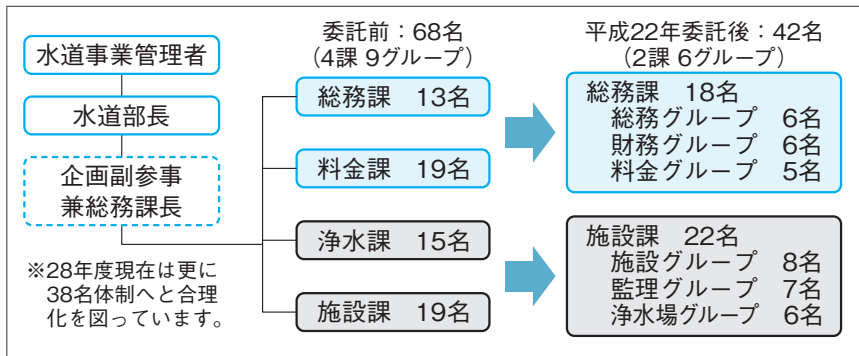 水道事業管理者
水道部長
企画副参事
兼総務課長
※28年度現在は更に
38名体制へと合理
化を図っています。
委託前：68名
（4課 9グループ）
総務課　13名
料金課　19名
浄水課　15名
施設課　19名
平成22年委託後：42名
（2課 6グループ）
総務課　18名
総務グループ　6名
財務グループ　6名
料金グループ　5名
施設課　22名
施設グループ　8名
監理グループ　7名
浄水場グループ　6名